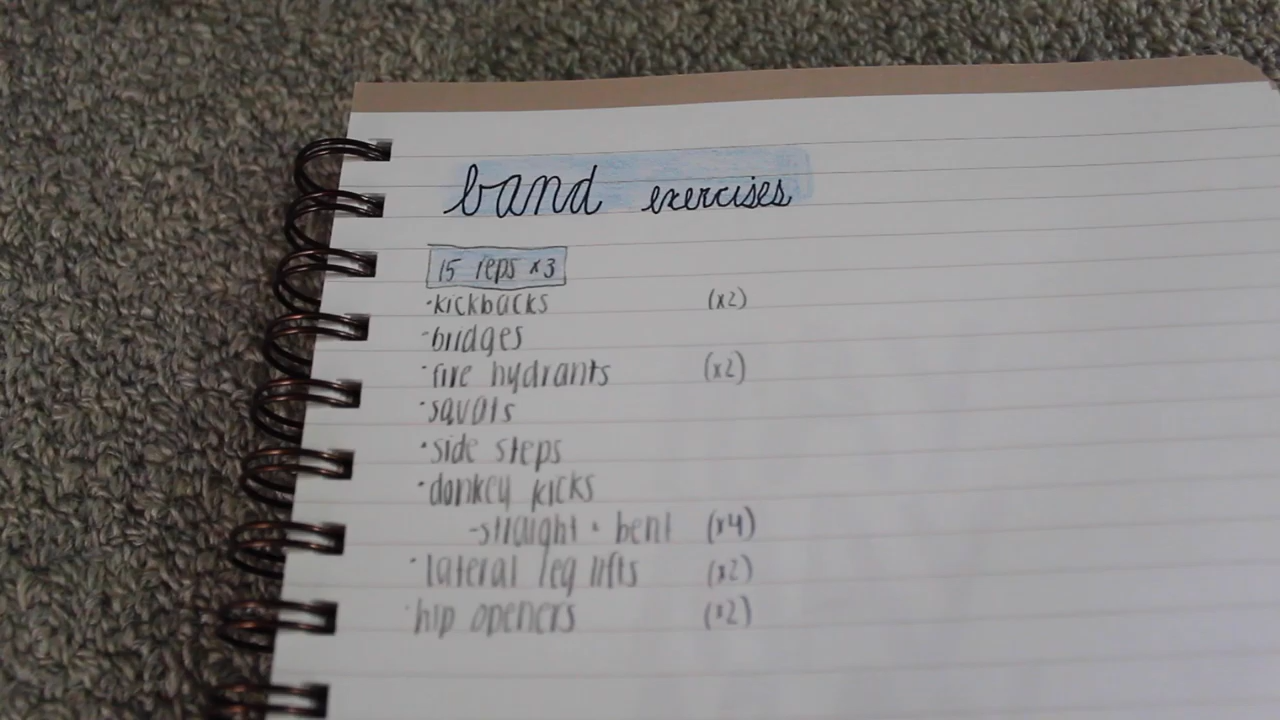 band exercises
15 reps x3
·kickbacks (x2)
·bridges
·fire hydrants (x2)
·squats
·side steps
·donkey kicks
-straight + bent (x4)
·lateral leg lifts (x2)
·hip openers (x2)